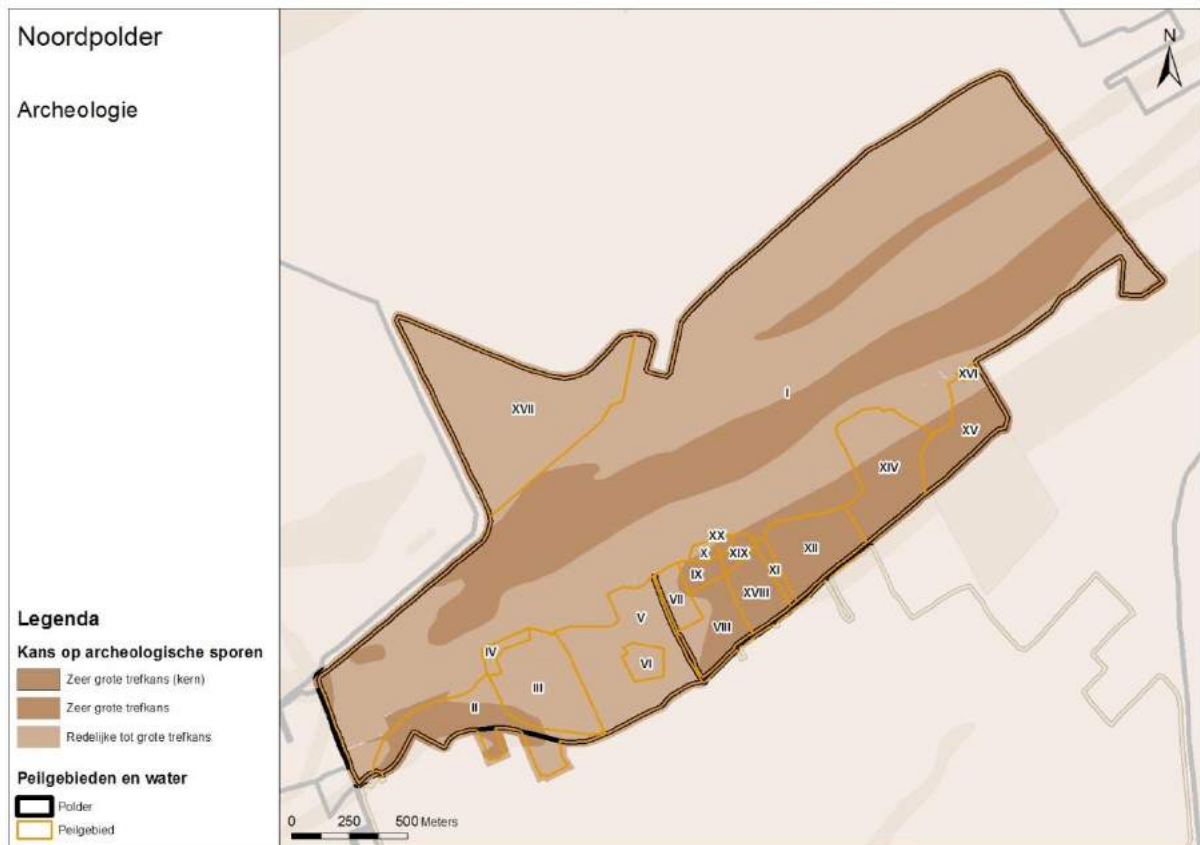 Noordpolder
Archeologie
N
XVI
I
XVII
XV
XIV
XX
X
XIX
XII
IX
XI
XVIII
VII
V
VIII
IV
VI
III
II
Legenda
Kans op archeologische sporen
Zeer grote trefkans (kern)
Zeer grote trefkans
Redelijke tot grote trefkans
Peilgebieden en water
Polder
Peilgebied
0 250 500 Meters